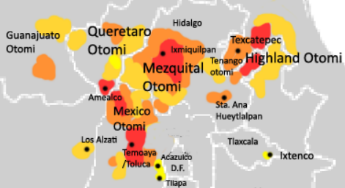 Hidalgo
Guanajuato
Otomi
Queretaro
Otomi
Ixmiquilpan
Texcatepec
Tenango
otomi
Highland Otomi
Mezquital
Otomi
Amealco
Sta. Ana
Hueytlalpan
Mexico
Otomi
Los Alzati
Temoaya
/Toluca
Acazulco
D.F.
Tilapa
Tlaxcala
Ixtenco